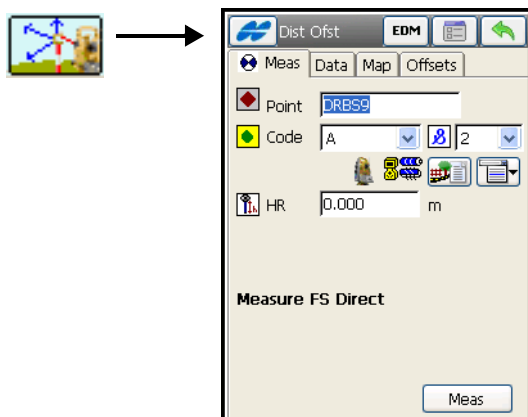 Dist Ofst EDM
Meas Data Map Offsets
Point DRBS9
Code A 2
HR 0.000 m
Measure FS Direct
Meas